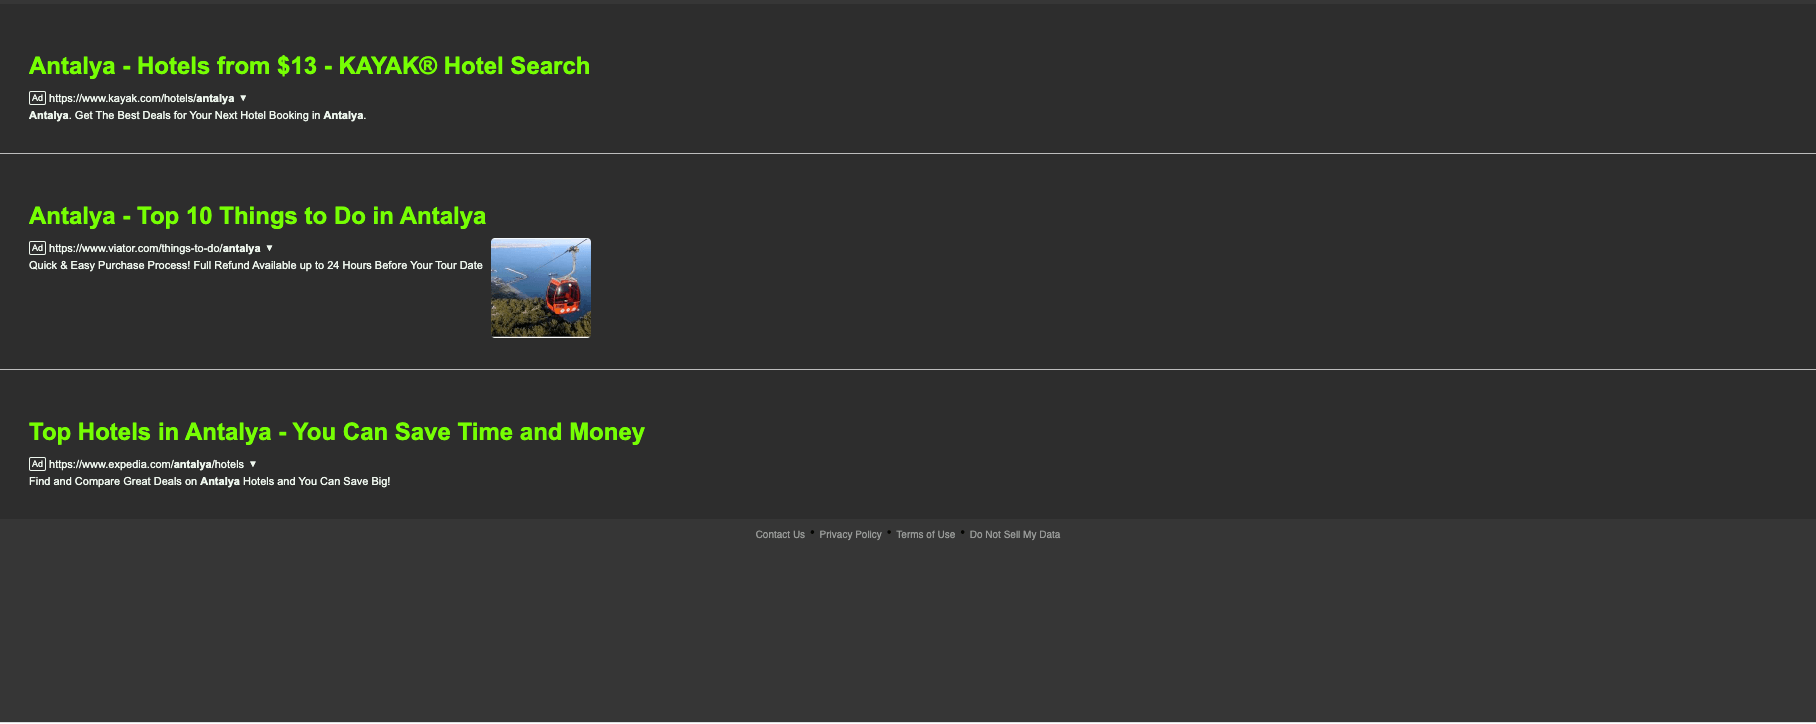 Antalya - Hotels from $13 - KAYAK® Hotel Search
Ad https://www.kayak.com/hotels/antalya ▼
Antalya. Get The Best Deals for Your Next Hotel Booking in Antalya.
Antalya - Top 10 Things to Do in Antalya
Ad https://www.viator.com/things-to-do/antalya ▼
Quick & Easy Purchase Process! Full Refund Available up to 24 Hours Before Your Tour Date
Top Hotels in Antalya - You Can Save Time and Money
Ad https://www.expedia.com/antalya/hotels ▼
Find and Compare Great Deals on Antalya Hotels and You Can Save Big!
Contact Us • Privacy Policy • Terms of Use • Do Not Sell My Data